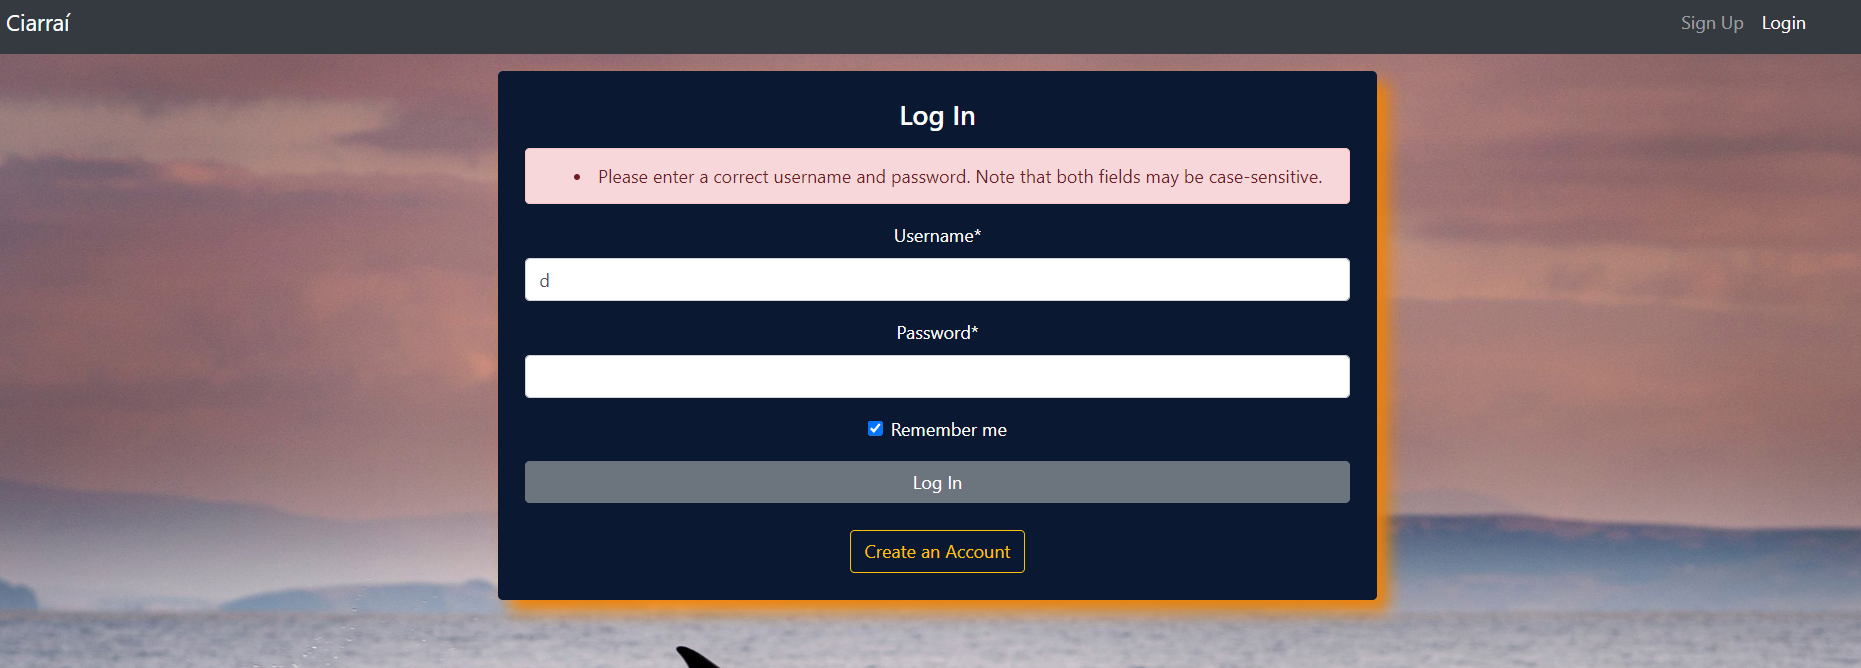 Ciarraí
Sign Up
Login
Log In
Please enter a correct username and password. Note that both fields may be case-sensitive.
Username*
d
Password*
Remember me
Log In
Create an Account